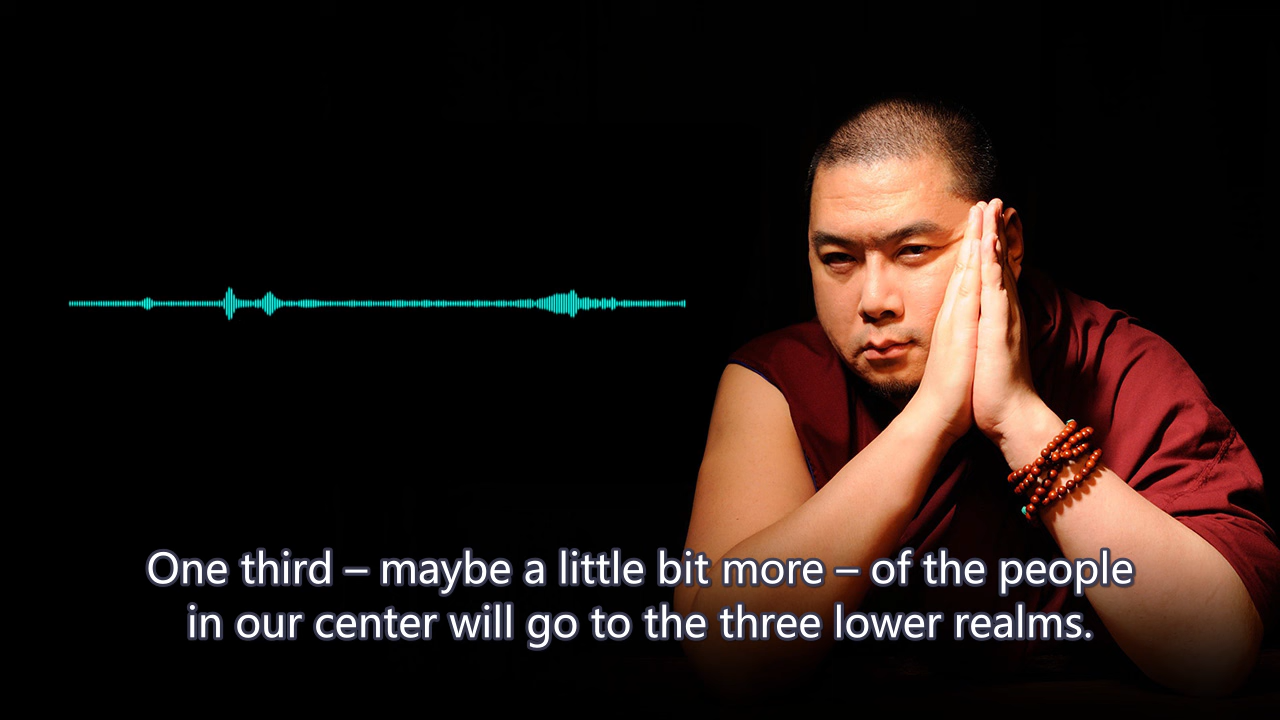 One third – maybe a little bit more – of the people
in our center will go to the three lower realms.